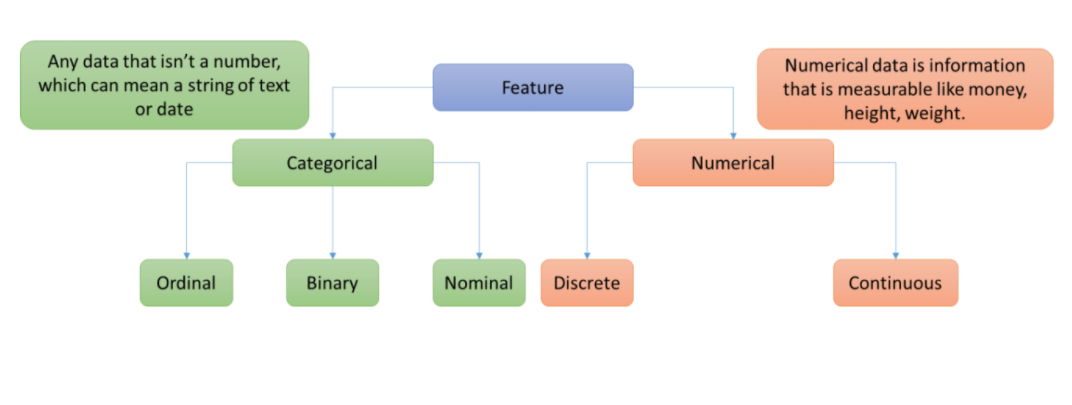 Any data that isn’t a number,
which can mean a string of text
or date
Feature
Numerical data is information
that is measurable like money,
height, weight.
Categorical
Numerical
Ordinal
Binary
Nominal
Discrete
Continuous